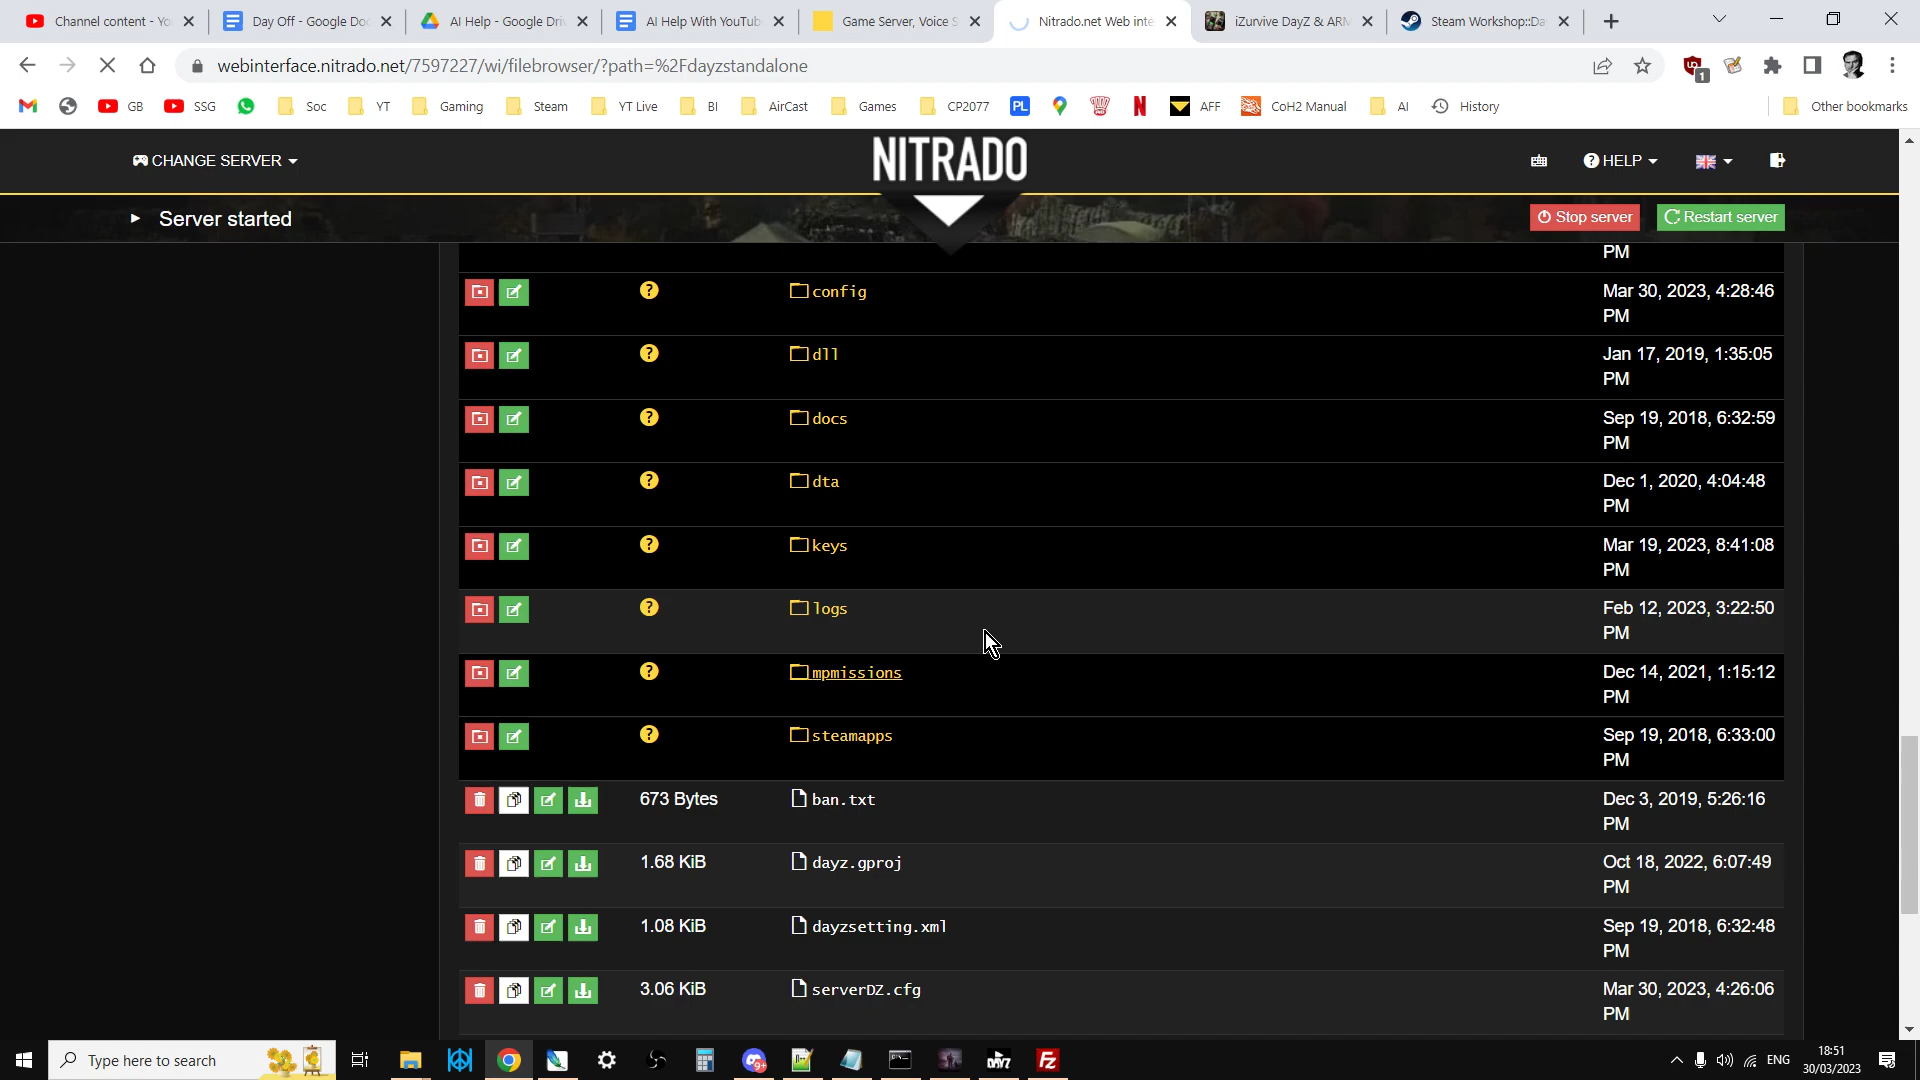 Channel content - Yo
Day Off - Google Doc
AI Help - Google Driv
AI Help With YouTub
Game Server, Voice S
Nitrado.net Web inte
iZurvive DayZ & ARM
Steam Workshop::Da
webinterface.nitrado.net/7597227/wi/filebrowser/?path=%2Fdayzstandalone
1
GB
SSG
Soc
YT
Gaming
Steam
YT Live
BI
AirCast
Games
CP2077
PL
AFF
CoH2 Manual
AI
History
Other bookmarks
CHANGE SERVER
NITRADO
HELP
Server started
Stop server
Restart server
PM
config
Mar 30, 2023, 4:28:46
PM
dll
Jan 17, 2019, 1:35:05
PM
docs
Sep 19, 2018, 6:32:59
PM
dta
Dec 1, 2020, 4:04:48
PM
keys
Mar 19, 2023, 8:41:08
PM
logs
Feb 12, 2023, 3:22:50
PM
mpmissions
Dec 14, 2021, 1:15:12
PM
steamapps
Sep 19, 2018, 6:33:00
PM
673 Bytes
ban.txt
Dec 3, 2019, 5:26:16
PM
1.68 KiB
dayz.gproj
Oct 18, 2022, 6:07:49
PM
1.08 KiB
dayzsetting.xml
Sep 19, 2018, 6:32:48
PM
3.06 KiB
serverDZ.cfg
Mar 30, 2023, 4:26:06
PM
Type here to search
9+
DAYZ
FZ
ENG
18:51
30/03/2023